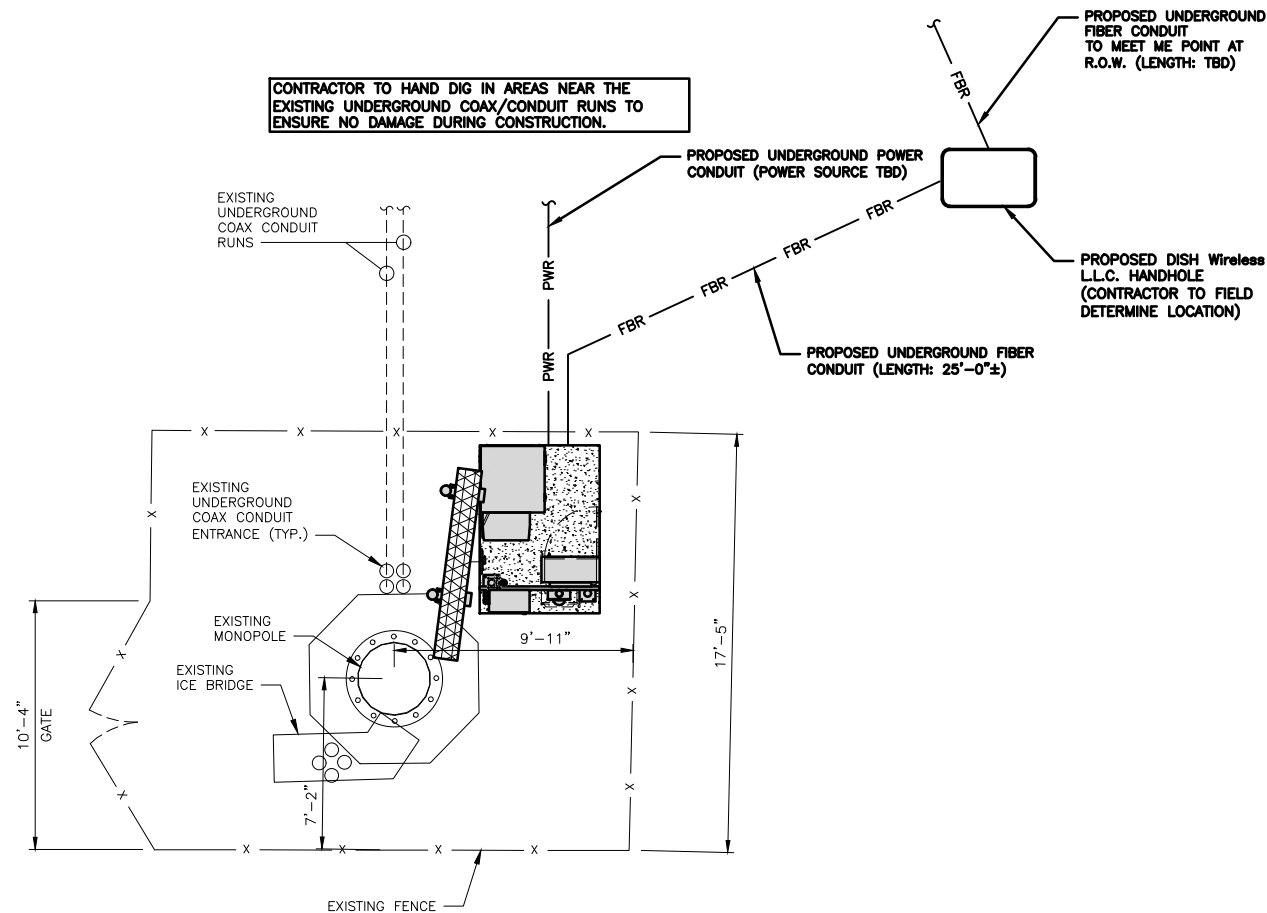 PROPOSED UNDERGROUND
FIBER CONDUIT
TO MEET ME POINT AT
R.O.W. (LENGTH: TBD)
FBR
CONTRACTOR TO HAND DIG IN AREAS NEAR THE
EXISTING UNDERGROUND COAX/CONDUIT RUNS TO
ENSURE NO DAMAGE DURING CONSTRUCTION.
PROPOSED UNDERGROUND POWER
CONDUIT (POWER SOURCE TBD)
EXISTING
UNDERGROUND
COAX CONDUIT
RUNS
FBR
FBR
FBR
FBR
PWR
PWR
PROPOSED DISH Wireless
L.L.C. HANDHOLE
(CONTRACTOR TO FIELD
DETERMINE LOCATION)
PROPOSED UNDERGROUND FIBER
CONDUIT (LENGTH: 25'-0"±)
X X X X
EXISTING
UNDERGROUND
COAX CONDUIT
ENTRANCE (TYP.)
X
X
EXISTING
MONOPOLE
9'-11"
17'-5"
EXISTING
ICE BRIDGE
X
X
10'-4"
GATE
7'-2"
X
X
X X X X
EXISTING FENCE